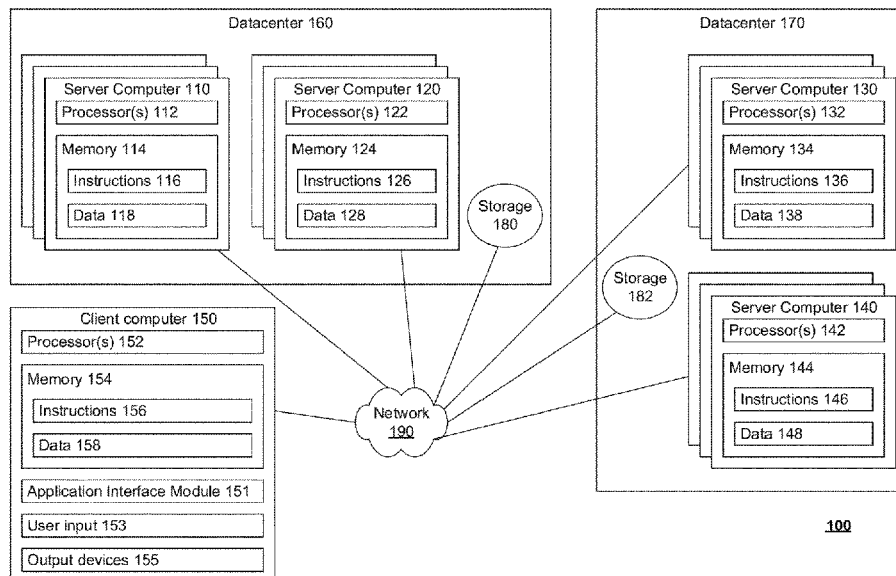 Datacenter 160
Server Computer 110
Processor(s) 112
Memory 114
Instructions 116
Data 118
Server Computer 120
Processor(s) 122
Memory 124
Instructions 126
Data 128
Storage
180
Datacenter 170
Server Computer 130
Processor(s) 132
Memory 134
Instructions 136
Data 138
Storage
182
Server Computer 140
Processor(s) 142
Memory 144
Instructions 146
Data 148
Client computer 150
Processor(s) 152
Memory 154
Instructions 156
Data 158
Application Interface Module 151
User input 153
Output devices 155
Network
190
100